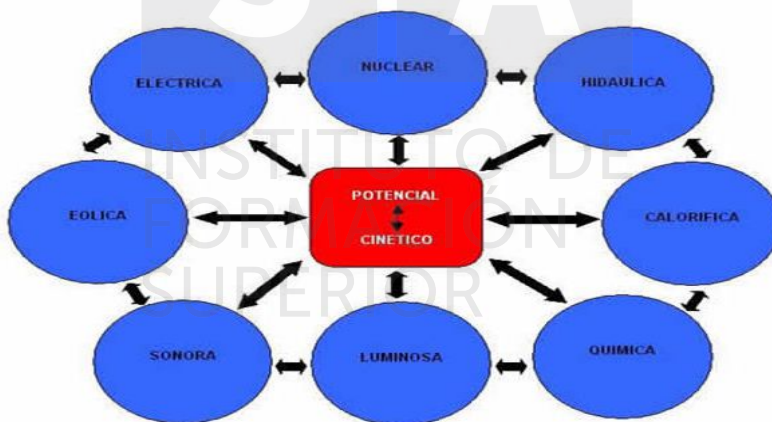 NUCLEAR
ELECTRICA
HIDAULICA
POTENCIAL
CINETICO
EOLICA
CALORIFICA
SONORA
LUMINOSA
QUIMICA
INSTITUTO DE
FORMACIÓN
SUPERIOR